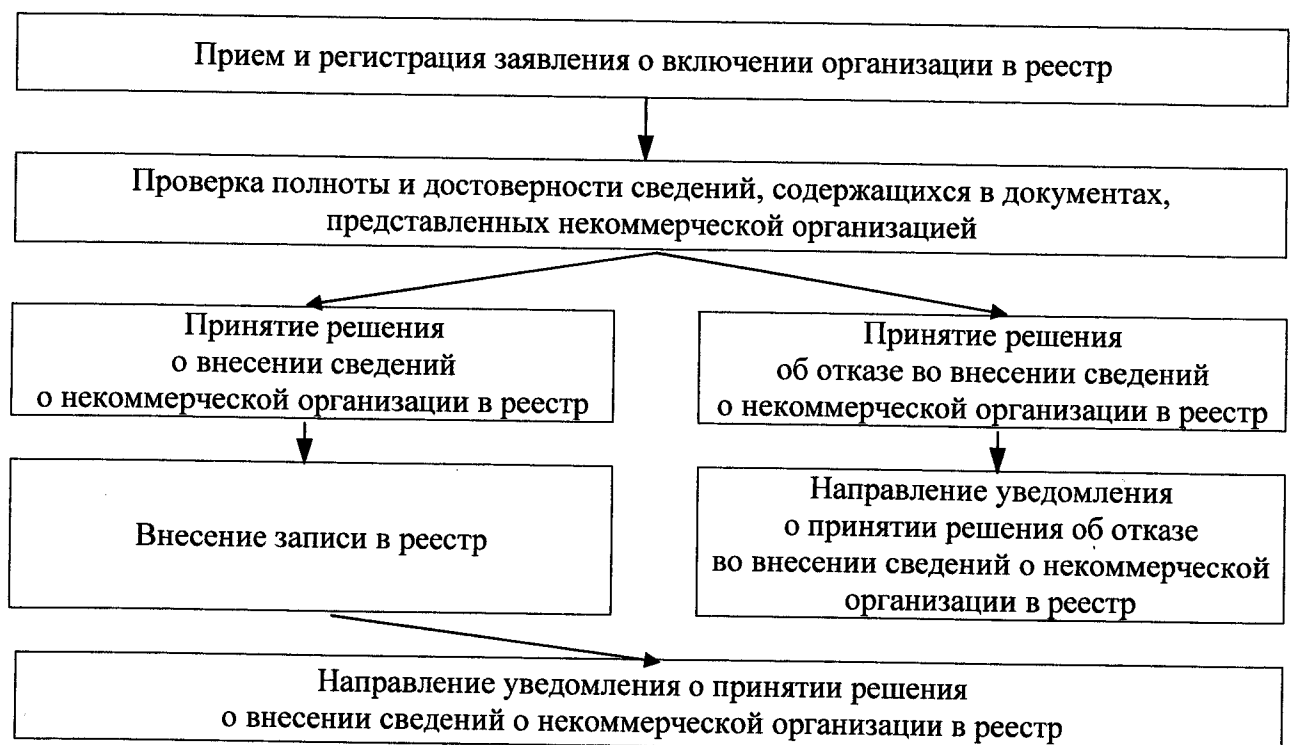 Прием и регистрация заявления о включении организации в реестр
Проверка полноты и достоверности сведений, содержащихся в документах,
представленных некоммерческой организацией
Принятие решения
о внесении сведений
о некоммерческой организации в реестр
Принятие решения
об отказе во внесении сведений
о некоммерческой организации в реестр
Внесение записи в реестр
Направление уведомления
о принятии решения об отказе
во внесении сведений о некоммерческой
организации в реестр
Направление уведомления о принятии решения
о внесении сведений о некоммерческой организации в реестр